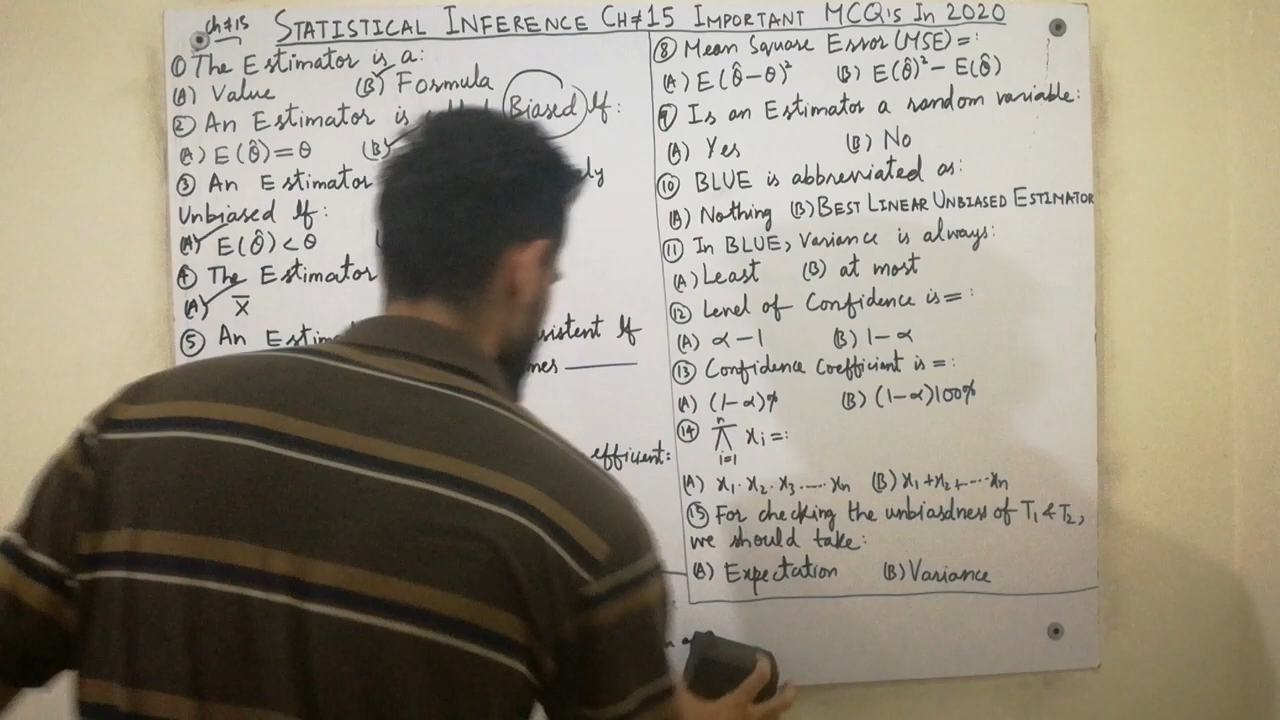 Ch#15
STATISTICAL INFERENCE CH#15 IMPORTANT MCQ's In 2020
① The Estimator is a:
(A) Value (B) Formula
② An Estimator is Biased If:
(A) E(θ̂)=θ (B)
③ An Estimator
Unbiased If:
(A) E(θ̂)<θ
④ The Estimator
(A) x̅
⑤ An If
⑧ Mean Square Error (MSE)=:
(A) E(θ̂-θ)² (B) E(θ̂)²-E(θ̂)
⑨ Is an Estimator a random variable:
(A) Yes (B) No
⑩ BLUE is abbreviated as:
(A) Nothing (B) BEST LINEAR UNBIASED ESTIMATOR
⑪ In BLUE, Variance is always:
(A) Least (B) at most
⑫ Level of Confidence is=:
(A) α-1 (B) 1-α
⑬ Confidence Coefficient is=:
(A) (1-α)% (B) (1-α)100%
⑭ n
π xi=:
i=1
(A) x₁.x₂.x₃.----xn (B) x₁+x₂+----xn
⑮ For checking the unbiasdness of T₁ & T₂,
we should take:
(A) Expectation (B) Variance